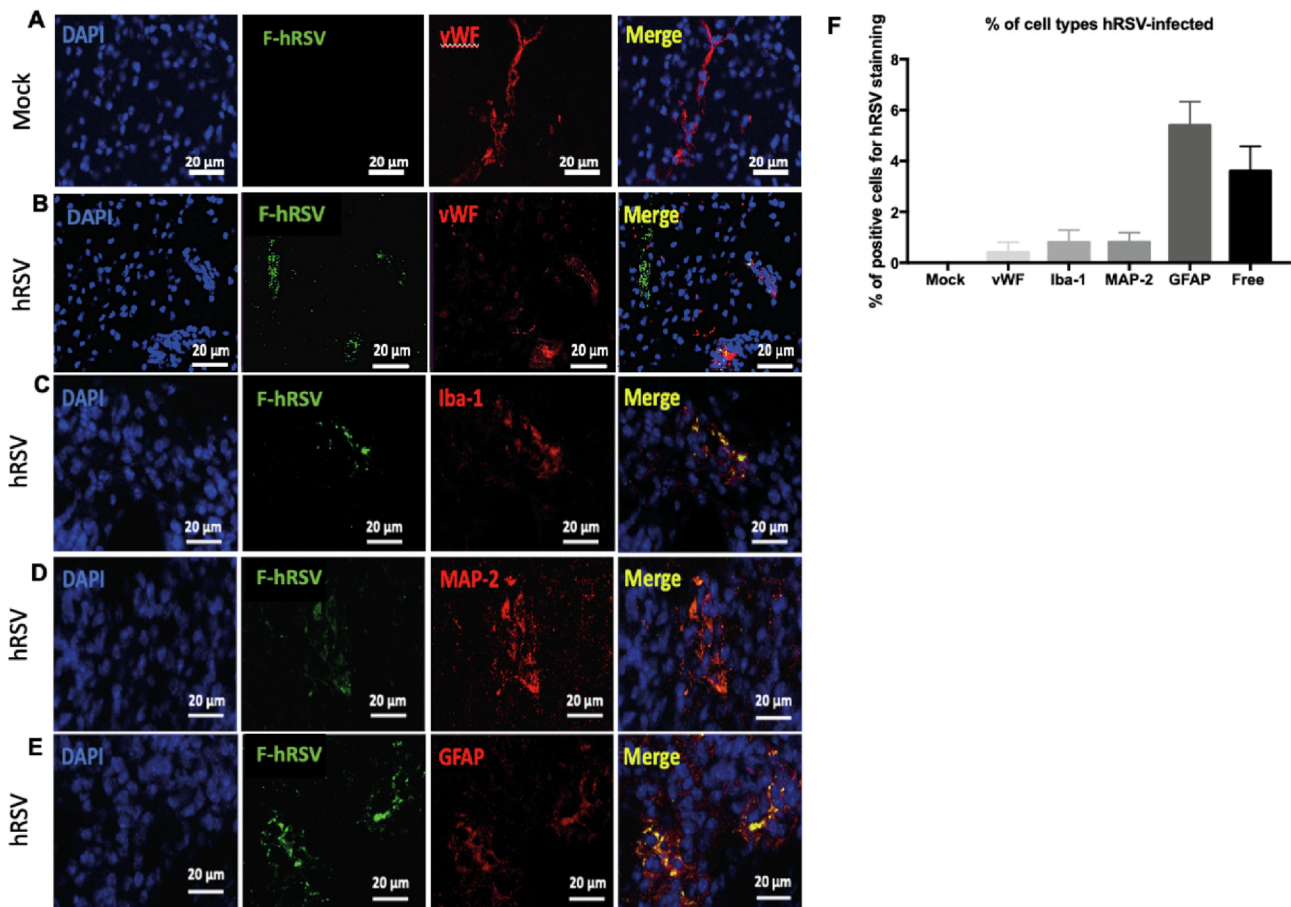 A
Mock
DAPI
F-hRSV
vWF
Merge
20 µm
20 µm
20 µm
20 µm
B
hRSV
DAPI
F-hRSV
vWF
Merge
20 µm
20 µm
20 µm
20 µm
C
hRSV
DAPI
F-hRSV
Iba-1
Merge
20 µm
20 µm
20 µm
20 µm
D
hRSV
DAPI
F-hRSV
MAP-2
Merge
20 µm
20 µm
20 µm
20 µm
E
hRSV
DAPI
F-hRSV
GFAP
Merge
20 µm
20 µm
20 µm
20 µm
F
% of cell types hRSV-infected
% of positive cells for hRSV stainning
8
6
4
2
0
Mock
vWF
Iba-1
MAP-2
GFAP
Free